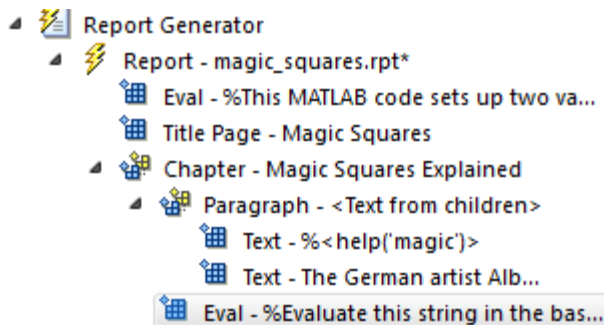 Report Generator
Report - magic_squares.rpt*
Eval - %This MATLAB code sets up two va...
Title Page - Magic Squares
Chapter - Magic Squares Explained
Paragraph - <Text from children>
Text - %<help('magic')>
Text - The German artist Alb...
Eval - %Evaluate this string in the bas...